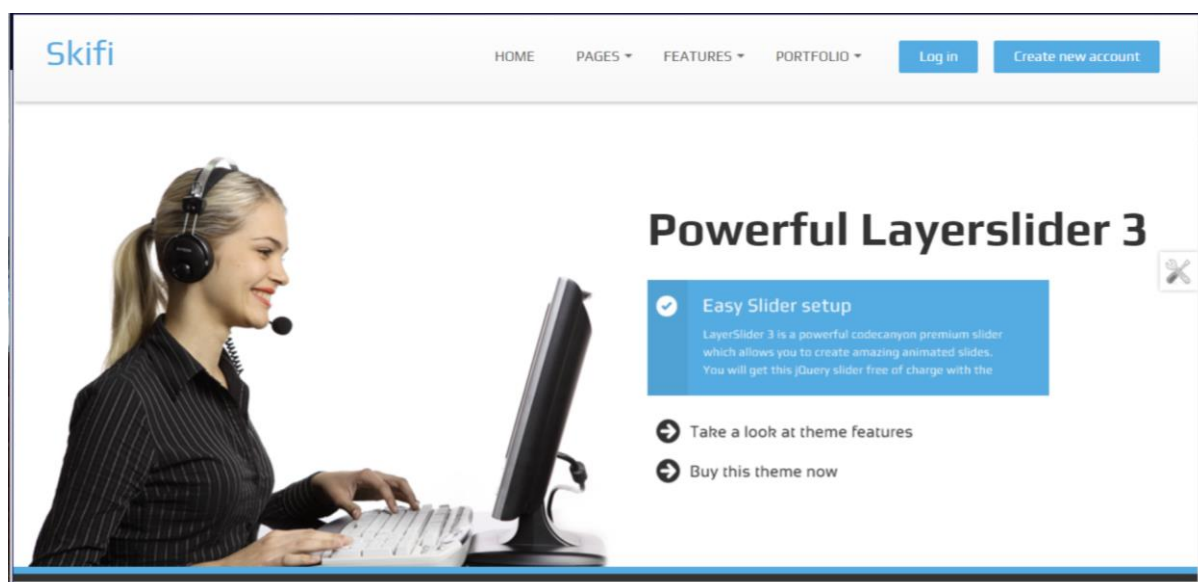 Skifi
HOME PAGES FEATURES PORTFOLIO Log in Create new account
Powerful Layerslider 3
Easy Slider setup
LayerSlider 3 is a powerful codecanyon premium slider
which allows you to create amazing animated slides.
You will get this jQuery slider free of charge with the
Take a look at theme features
Buy this theme now